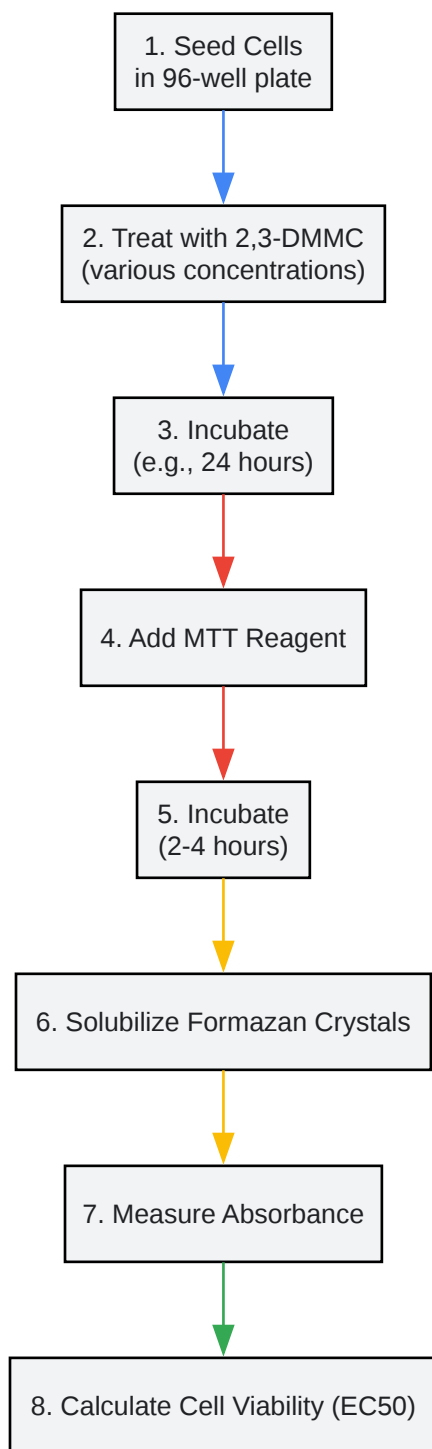 1. Seed Cells
in 96-well plate
2. Treat with 2,3-DMMC
(various concentrations)
3. Incubate
(e.g., 24 hours)
4. Add MTT Reagent
5. Incubate
(2-4 hours)
6. Solubilize Formazan Crystals
7. Measure Absorbance
8. Calculate Cell Viability (EC50)